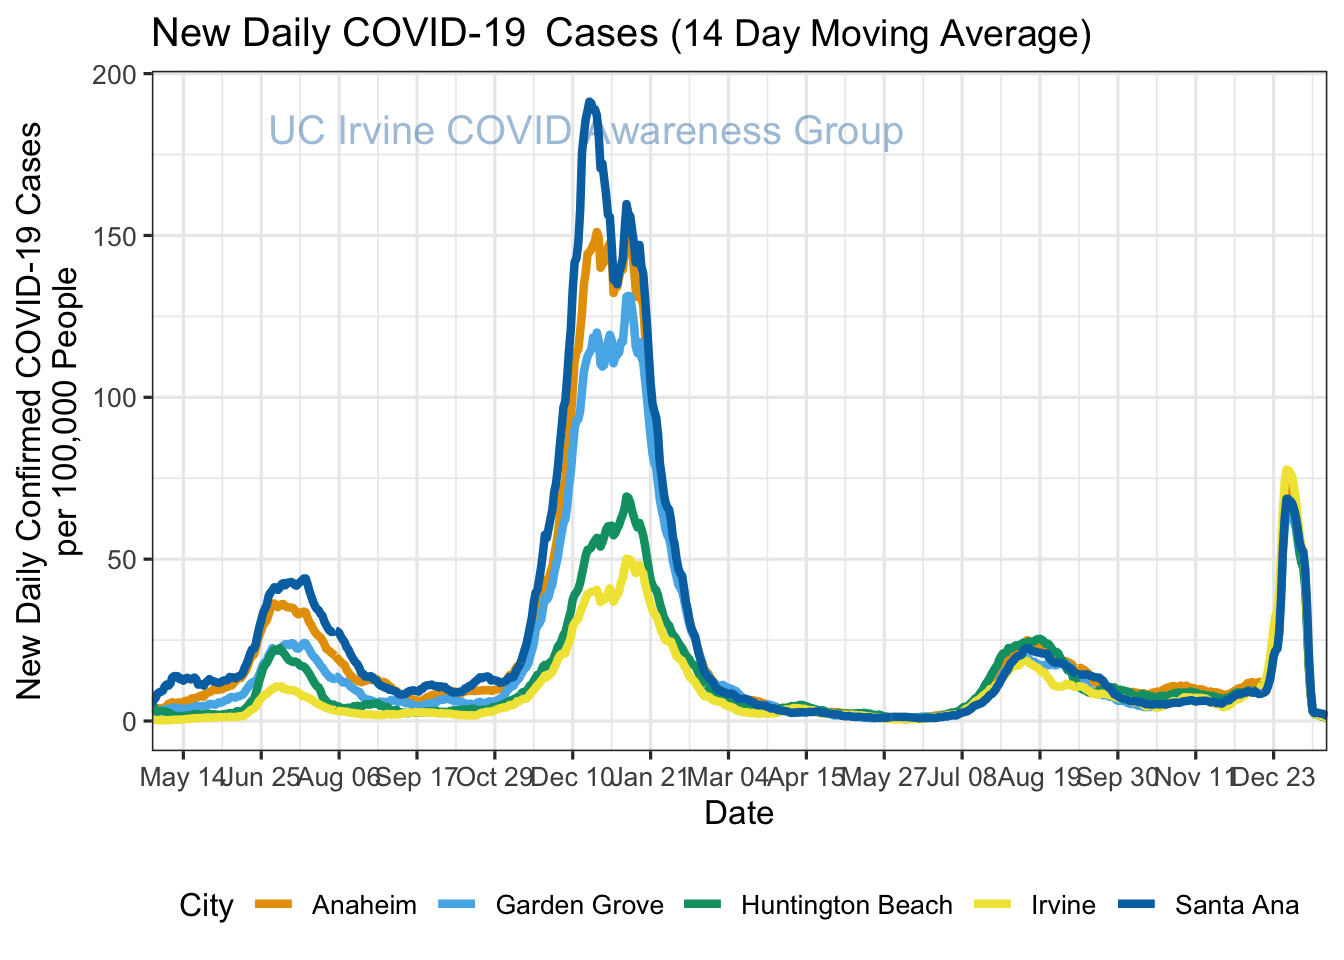 New Daily COVID-19  Cases (14 Day Moving Average)
UC Irvine COVID Awareness Group
New Daily Confirmed COVID-19 Cases
per 100,000 People
200
150
100
50
0
May 14 Jun 25 Aug 06 Sep 17 Oct 29 Dec 10 Jan 21 Mar 04 Apr 15 May 27 Jul 08 Aug 19 Sep 30 Nov 11 Dec 23
Date
City Anaheim Garden Grove Huntington Beach Irvine Santa Ana